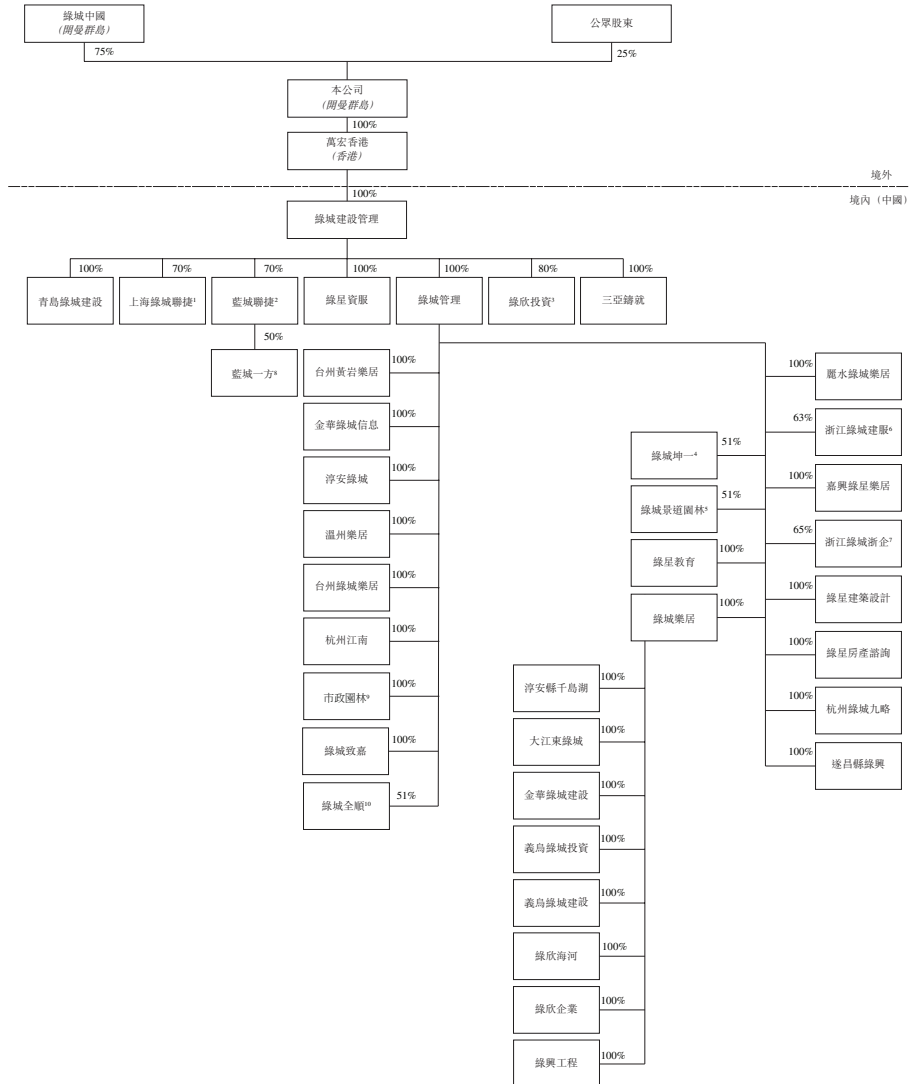 綠城中國
(開曼群島)
公眾股東
75%
25%
本公司
(開曼群島)
100%
萬宏香港
(香港)
境外
100%
境內（中國）
綠城建設管理
100%
70%
70%
100%
100%
80%
100%
青島綠城建設
上海綠城聯捷¹
藍城聯捷²
綠星資服
綠城管理
綠欣投資³
三亞鑄就
50%
藍城一方⁸
100%
台州黃岩樂居
100%
金華綠城信息
100%
淳安綠城
100%
溫州樂居
100%
台州綠城樂居
100%
杭州江南
100%
市政園林⁹
100%
綠城致嘉
51%
綠城全順¹⁰
51%
綠城坤一⁴
51%
綠城景道園林⁵
100%
綠星教育
100%
綠城樂居
100%
麗水綠城樂居
63%
浙江綠城建服⁶
100%
嘉興綠星樂居
65%
浙江綠城浙企⁷
100%
綠星建築設計
100%
綠星房產諮詢
100%
杭州綠城九略
100%
遂昌縣綠興
100%
淳安縣千島湖
100%
大江東綠城
100%
金華綠城建設
100%
義烏綠城投資
100%
義烏綠城建設
100%
綠欣海河
100%
綠欣企業
100%
綠興工程